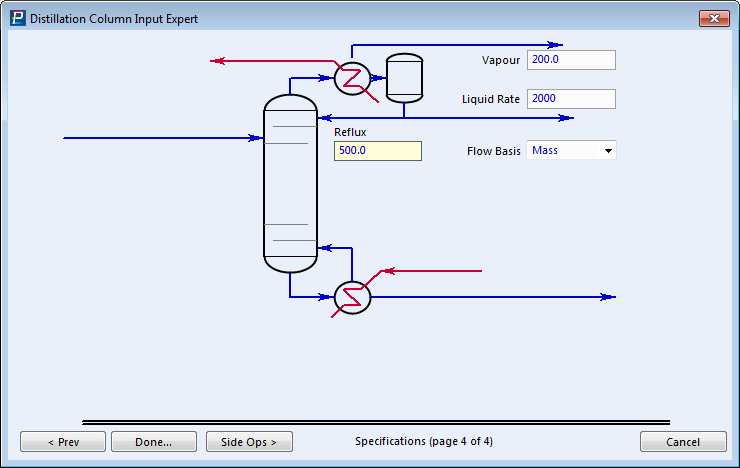 Distillation Column Input Expert
Vapour 200.0
Liquid Rate 2000
Reflux
500.0
Flow Basis Mass
< Prev Done... Side Ops > Specifications (page 4 of 4) Cancel